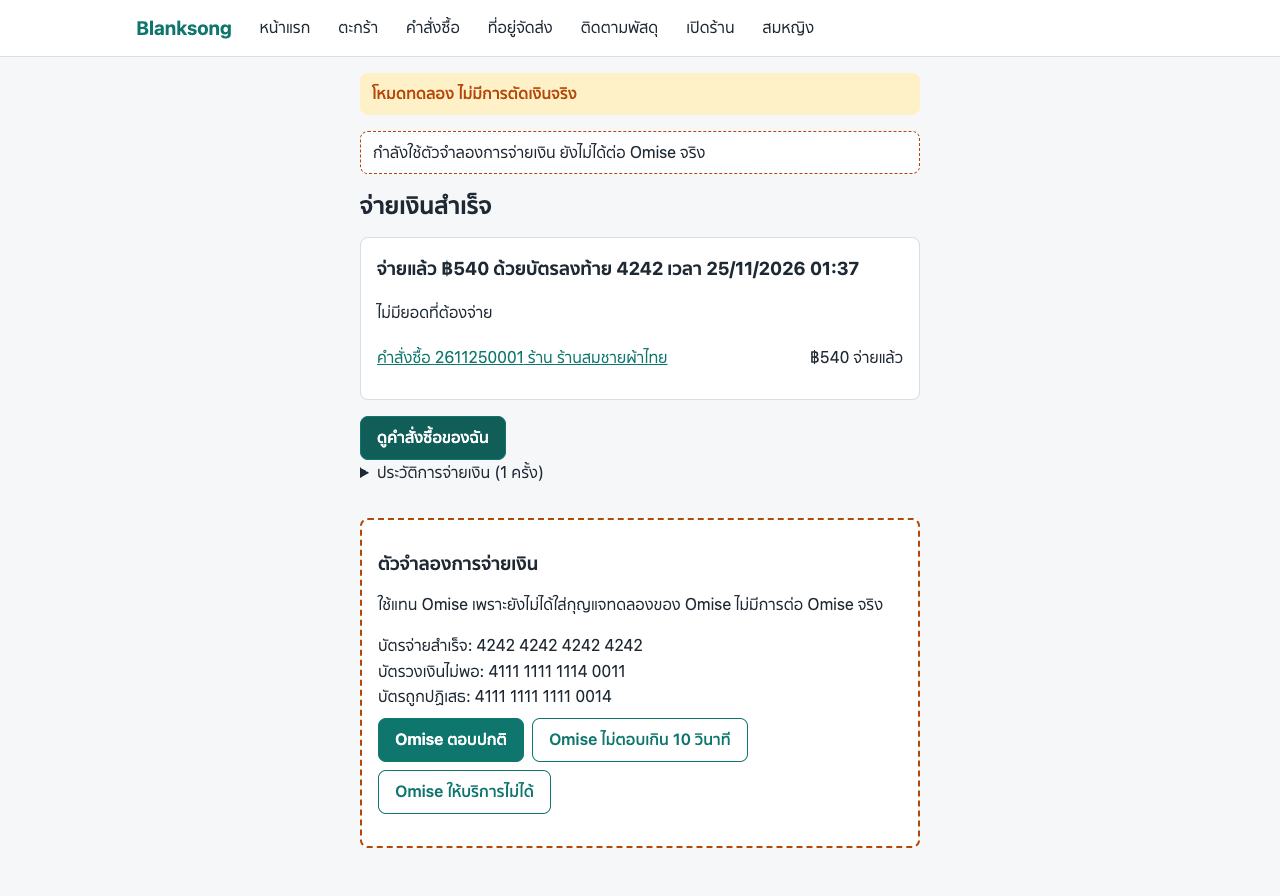 Blanksong หน้าแรก ตะกร้า คำสั่งซื้อ ที่อยู่จัดส่ง ติดตามพัสดุ เปิดร้าน สมหญิง
โหมดทดลอง ไม่มีการตัดเงินจริง
กำลังใช้ตัวจำลองการจ่ายเงิน ยังไม่ได้ต่อ Omise จริง
จ่ายเงินสำเร็จ
จ่ายแล้ว ฿540 ด้วยบัตรลงท้าย 4242 เวลา 25/11/2026 01:37
ไม่มียอดที่ต้องจ่าย
คำสั่งซื้อ 2611250001 ร้าน ร้านสมชายผ้าไทย ฿540 จ่ายแล้ว
ดูคำสั่งซื้อของฉัน
ประวัติการจ่ายเงิน (1 ครั้ง)
ตัวจำลองการจ่ายเงิน
ใช้แทน Omise เพราะยังไม่ได้ใส่กุญแจทดลองของ Omise ไม่มีการต่อ Omise จริง
บัตรจ่ายสำเร็จ: 4242 4242 4242 4242
บัตรวงเงินไม่พอ: 4111 1111 1114 0011
บัตรถูกปฏิเสธ: 4111 1111 1111 0014
Omise ตอบปกติ Omise ไม่ตอบเกิน 10 วินาที
Omise ให้บริการไม่ได้